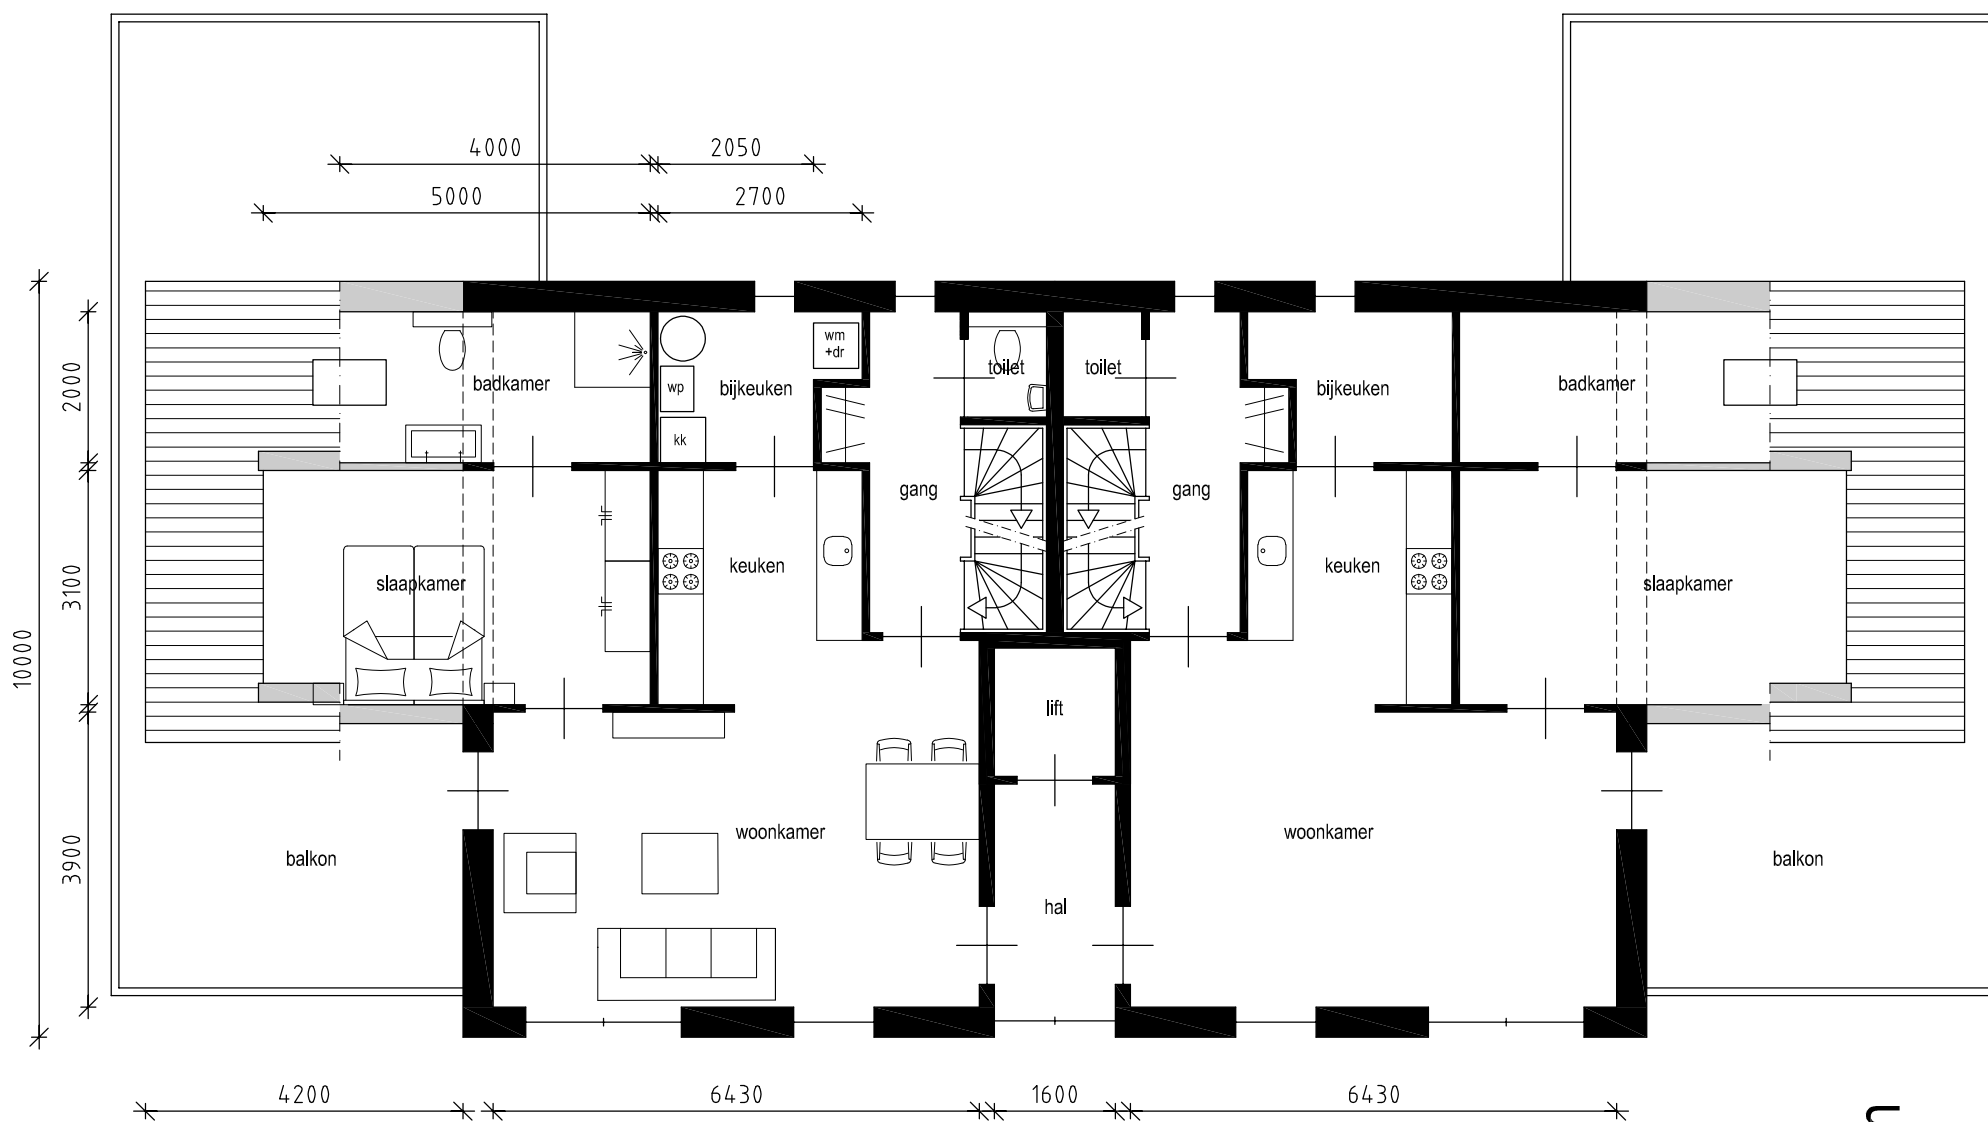 4000
2050
5000
2700
10000
2000
3100
3900
wm
+dr
toilet
toilet
badkamer
wp
bijkeuken
bijkeuken
badkamer
kk
gang
gang
slaapkamer
keuken
keuken
slaapkamer
lift
woonkamer
woonkamer
balkon
balkon
hal
4200
6430
1600
6430